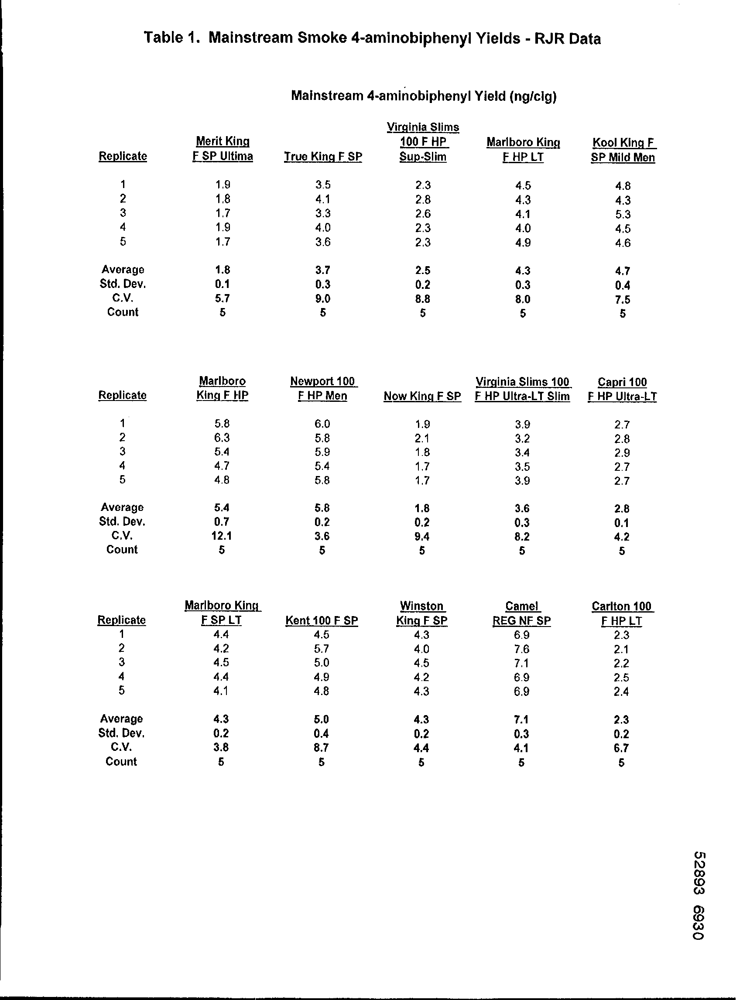 Table 1. Mainstream Smoke 4-aminobiphenyl Yields - RJR Data
Mainstream 4-aminobiphenyl Yield (ng/cig)
Virginia Slims
Merit King 100 F HP Marlboro King Kool King F
Replicate F SP Ultima True King F SP Sup-Slim F HP LT SP Mild Men
1 1.9 3.5 2.3 4.5 4.8
2 1.8 4.1 2.8 4.3 4.3
3 1.7 3.3 2.6 4.1 5.3
4 1.9 4.0 2.3 4.0 4.5
5 1.7 3.6 2.3 4.9 4.6
Average 1.8 3.7 2.5 4.3 4.7
Std. Dev. 0.1 0.3 0.2 0.3 0.4
C.V. 5.7 9.0 8.8 8.0 7.5
Count 5 5 5 5 5
Marlboro Newport 100 Virginia Slims 100 Capri 100
Replicate King F HP F HP Men Now King F SP F HP Ultra-LT Slim F HP Ultra-LT
1 5.8 6.0 1.9 3.9 2.7
2 6.3 5.8 2.1 3.2 2.8
3 5.4 5.9 1.8 3.4 2.9
4 4.7 5.4 1.7 3.5 2.7
5 4.8 5.8 1.7 3.9 2.7
Average 5.4 5.8 1.8 3.6 2.8
Std. Dev. 0.7 0.2 0.2 0.3 0.1
C.V. 12.1 3.6 9.4 8.2 4.2
Count 5 5 5 5 5
Marlboro King Winston Camel Carlton 100
Replicate F SP LT Kent 100 F SP King F SP REG NF SP F HP LT
1 4.4 4.5 4.3 6.9 2.3
2 4.2 5.7 4.0 7.6 2.1
3 4.5 5.0 4.5 7.1 2.2
4 4.4 4.9 4.2 6.9 2.5
5 4.1 4.8 4.3 6.9 2.4
Average 4.3 5.0 4.3 7.1 2.3
Std. Dev. 0.2 0.4 0.2 0.3 0.2
C.V. 3.8 8.7 4.4 4.1 6.7
Count 5 5 5 5 5
52893 6930